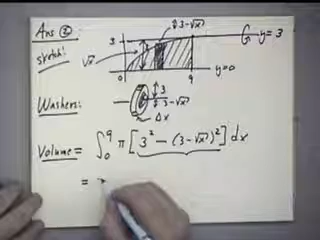 Ans ②
sketch:
3
3-√x
y=3
√x
0
9
y=0
Washers:
3
3-√x
Δx
Volume = ∫₀⁹ π [ 3² - (3-√x)² ] dx
=